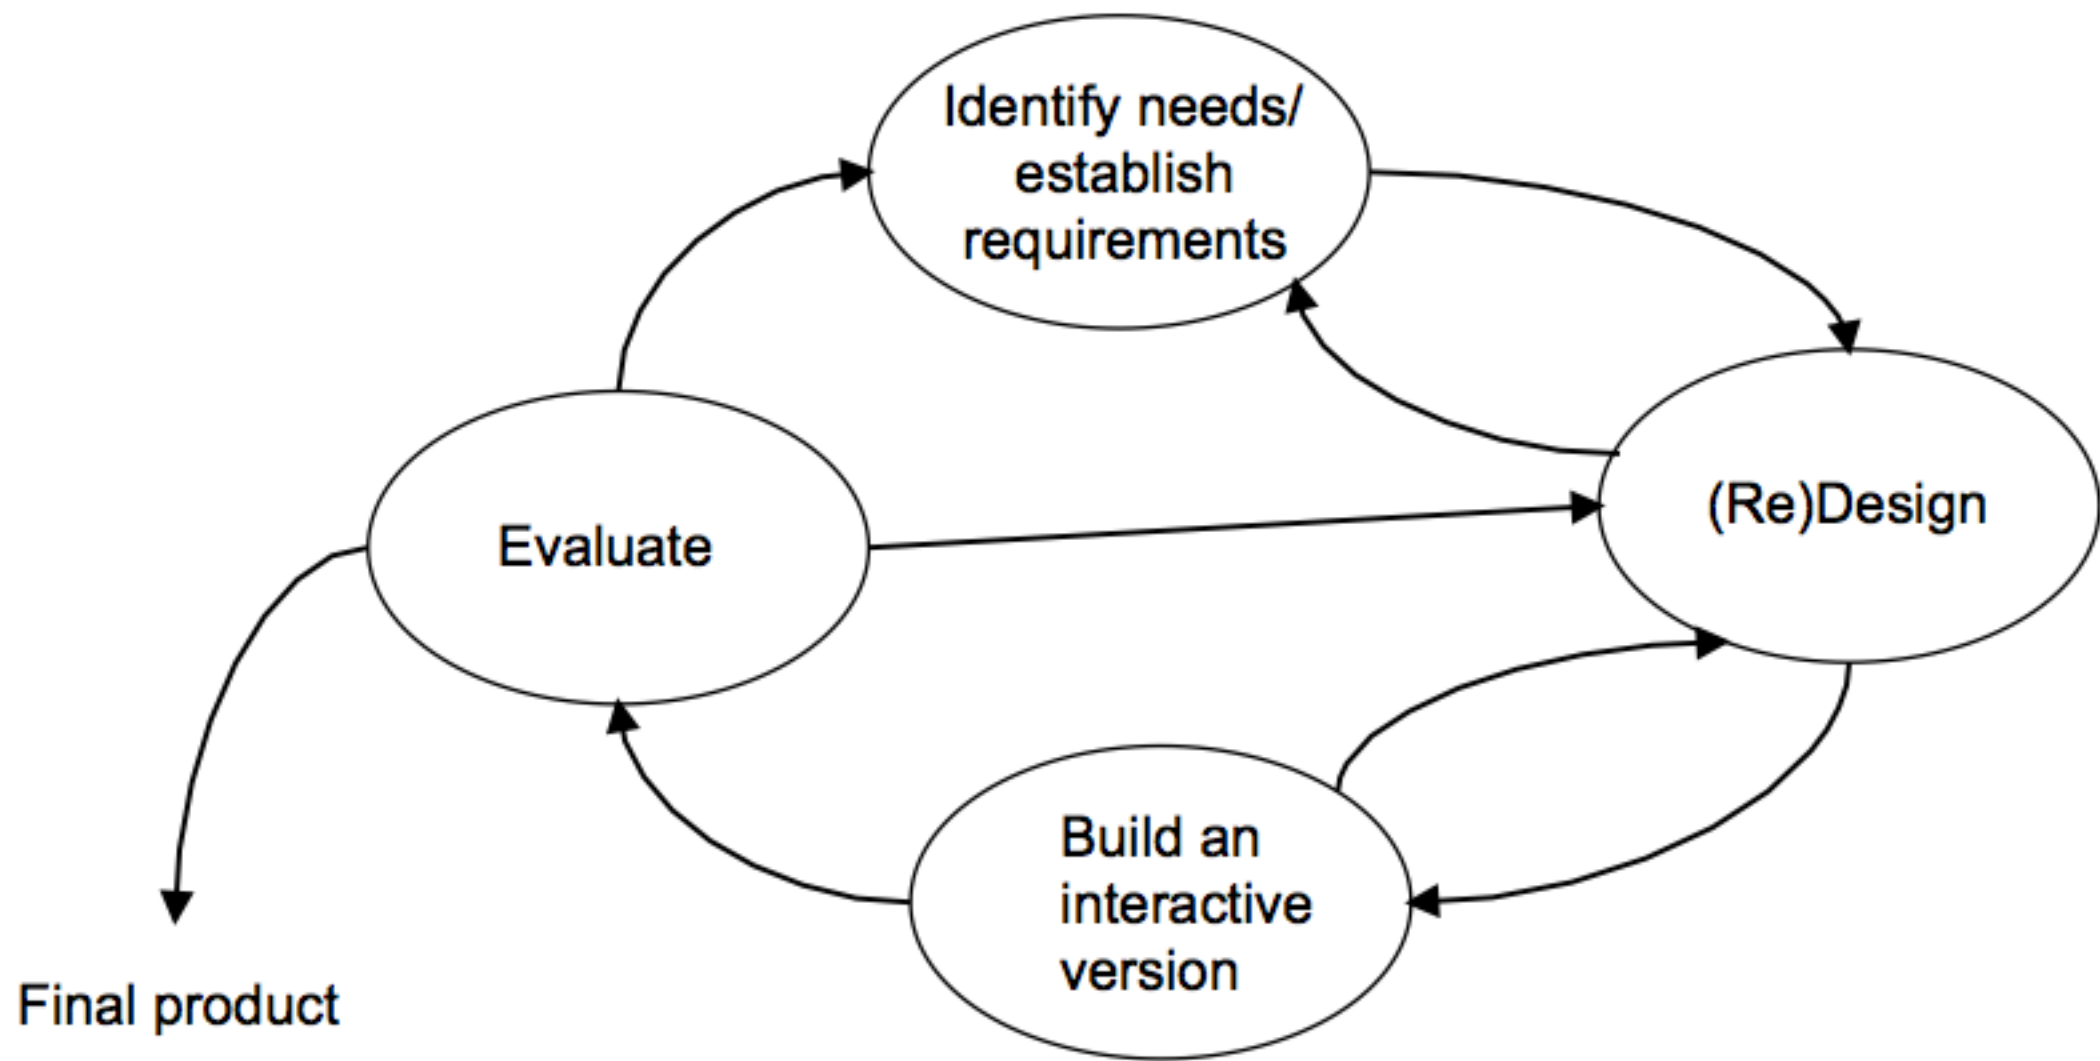 Identify needs/
establish
requirements
(Re)Design
Evaluate
Build an
interactive
version
Final product